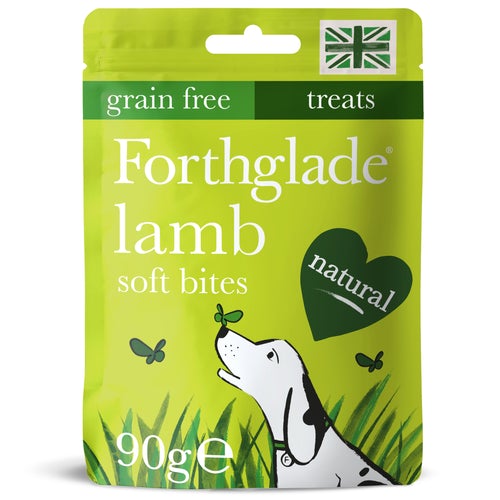 grain free treats
Forthglade®
lamb
soft bites
natural
90g℮
F